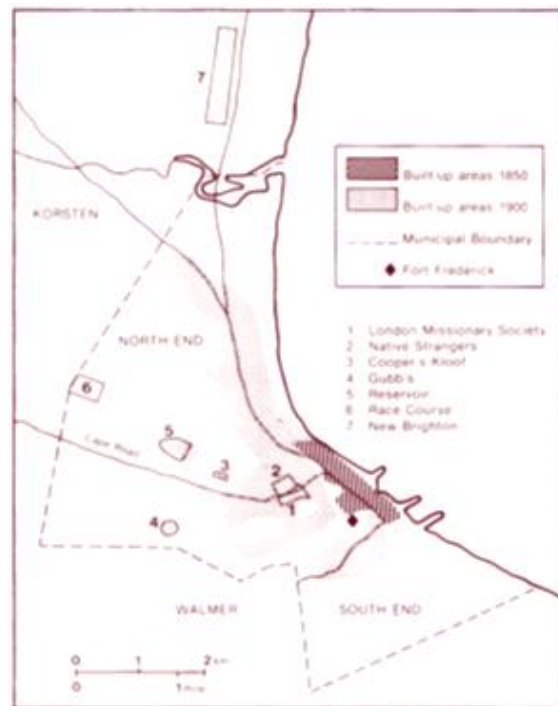 7
KORSTEN
NORTH END
6
5
Cape Road
3
2
4
WALMER
SOUTH END
0 1 2 km
0 1 Mile
Built up areas 1850
Built up areas 1900
Municipal Boundary
Fort Frederick
1 London Missionary Society
2 Native Strangers
3 Cooper's Kloof
4 Gubb's
5 Reservoir
6 Race Course
7 New Brighton